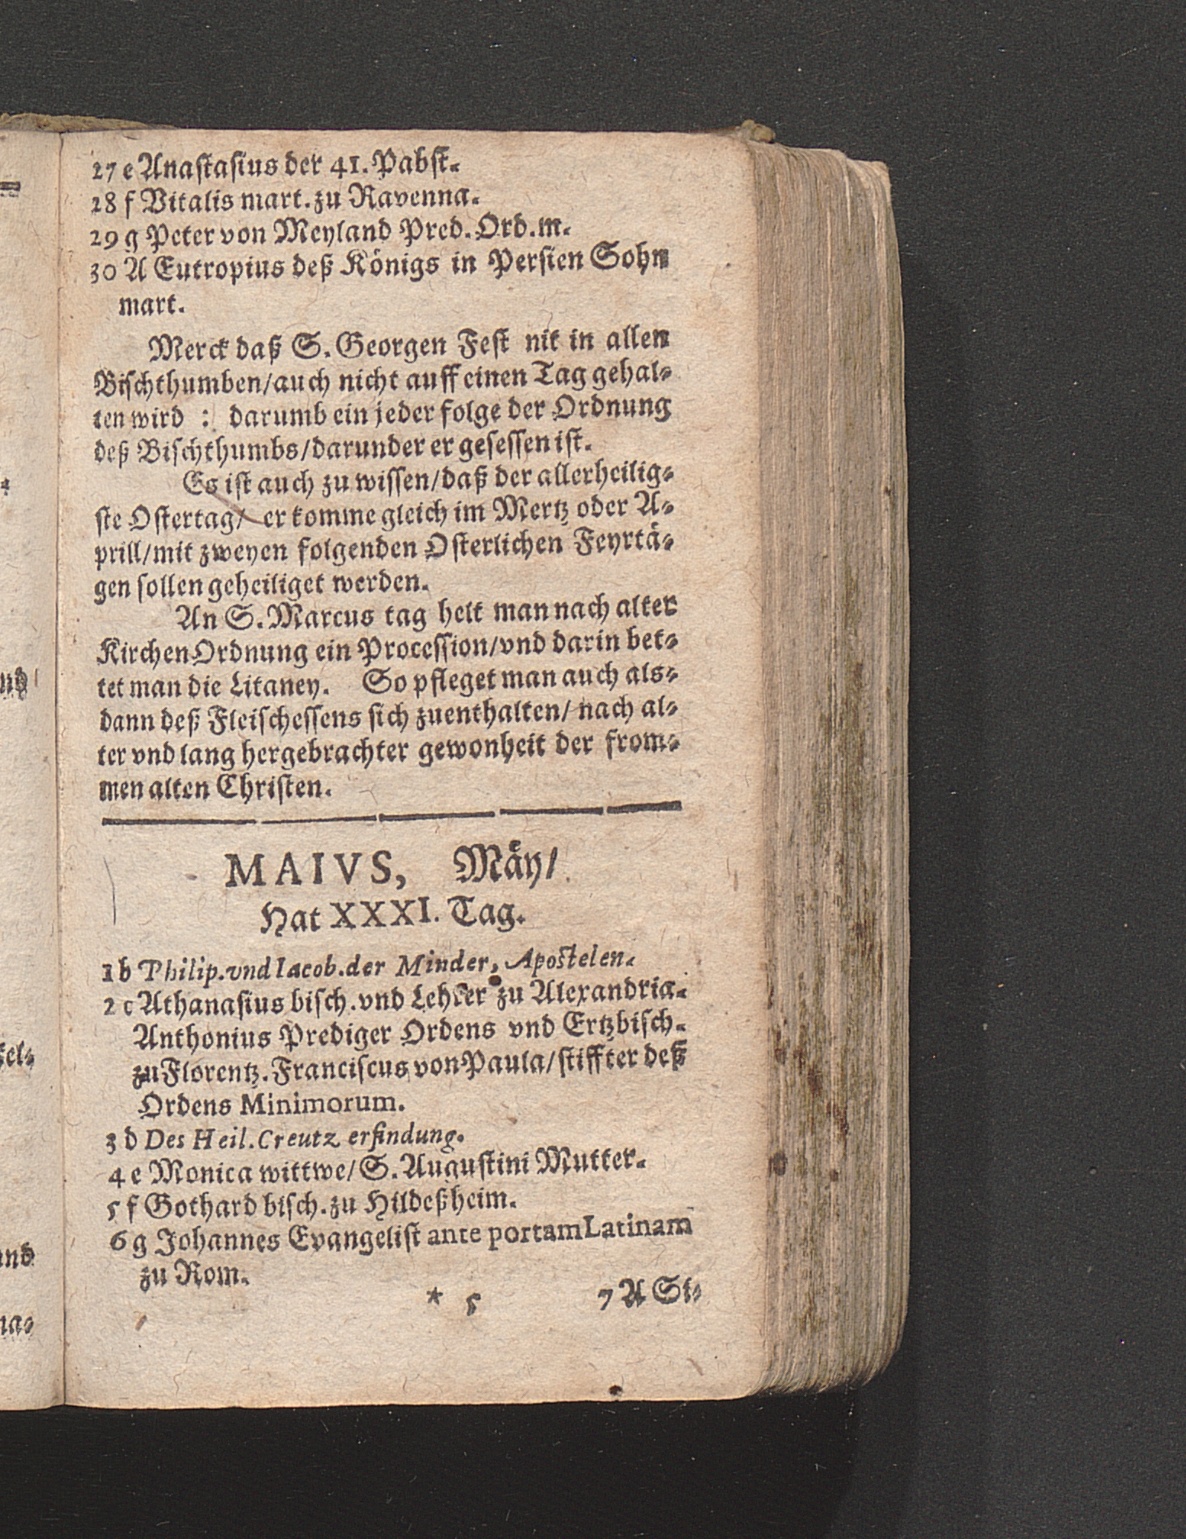 27 e Anastasius der 41. Pabst.
28 f Vitalis mart. zu Ravenna.
29 g Peter von Meyland Pred. Ord. m.
30 A Eutropius deß Königs in Persien Sohn
mart.
Merck daß S. Georgen Fest nit in allen
Bischthumben/auch nicht auff einen Tag gehal-
ten wird : darumb ein jeder folge der Ordnung
deß Bischthumbs/darunder er gesessen ist.
Es ist auch zu wissen/daß der allerheilig-
ste Ostertag/ er komme gleich im Mertz oder A-
prill/mit zweyen folgenden Osterlichen Feyrtä-
gen sollen geheiliget werden.
An S. Marcus tag helt man nach alter
Kirchen Ordnung ein Procession/vnd darin bet-
tet man die Litaney. So pfleget man auch als-
dann deß Fleischessens sich zuenthalten/nach al-
ter vnd lang hergebrachter gewonheit der from-
men alten Christen.
MAIVS, Mäy/
Hat XXXI. Tag.
1 b Philip. vnd Iacob. der Minder, Apostelen.
2 c Athanasius bisch. vnd Lehrer zu Alexandria.
Anthonius Prediger Ordens vnd Ertzbisch.
zu Florentz. Franciscus von Paula/stiffter deß
Ordens Minimorum.
3 d Des Heil. Creutz erfindung.
4 e Monica wittwe/S. Augustini Mutter.
5 f Gothard bisch. zu Hildeßheim.
6 g Johannes Evangelist ante portam Latinam
zu Rom.
* 5 7 A St-